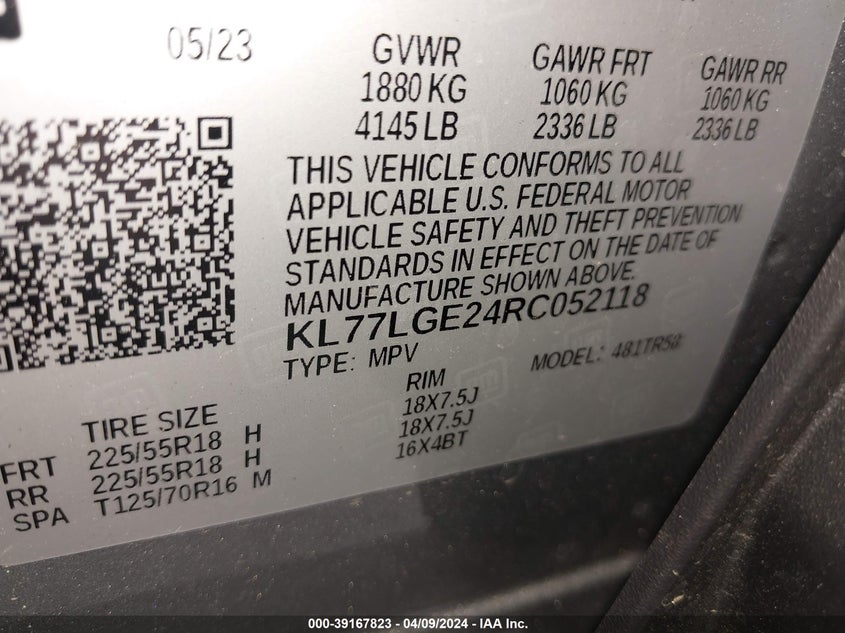 05/23
GVWR GAWR FRT GAWR RR
1880 KG 1060 KG 1060 KG
4145 LB 2336 LB 2336 LB
THIS VEHICLE CONFORMS TO ALL
APPLICABLE U.S. FEDERAL MOTOR
VEHICLE SAFETY AND THEFT PREVENTION
STANDARDS IN EFFECT ON THE DATE OF
MANUFACTURE SHOWN ABOVE.
KL77LGE24RC052118
TYPE: MPV MODEL: 481TR58
TIRE SIZE RIM
FRT 225/55R18 H 18X7.5J
RR 225/55R18 H 18X7.5J
SPA T125/70R16 M 16X4BT
000-39167823 - 04/09/2024 - IAA Inc.